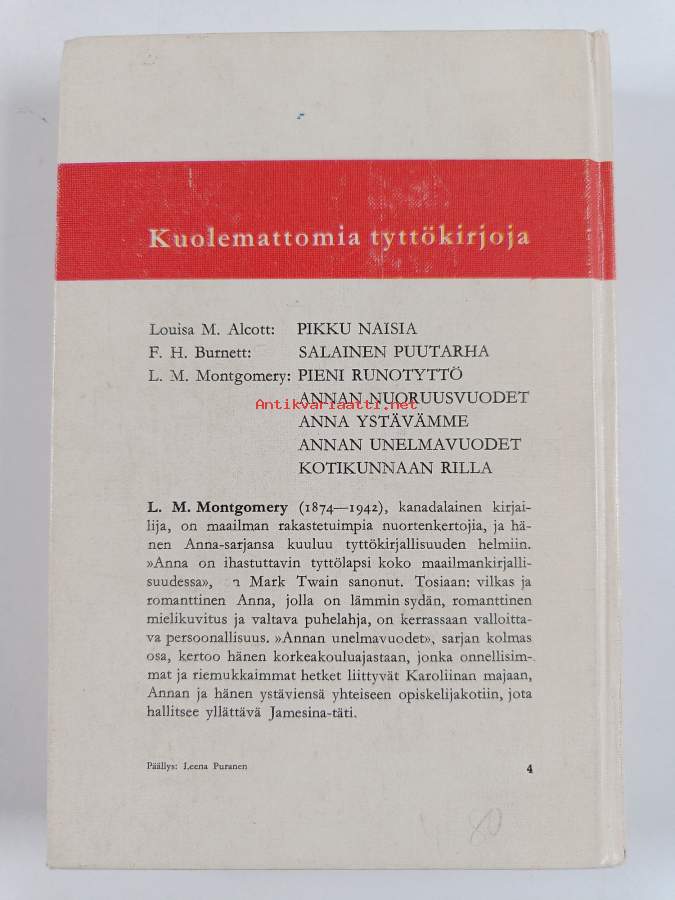 Kuolemattomia tyttökirjoja
Louisa M. Alcott: PIKKU NAISIA
F. H. Burnett: SALAINEN PUUTARHA
L. M. Montgomery: PIENI RUNOTYTTÖ
ANNAN NUORUUSVUODET
Antikvariaatti.net
ANNA YSTÄVÄMME
ANNAN UNELMAVUODET
KOTIKUNNAAN RILLA
L. M. Montgomery (1874—1942), kanadalainen kirjai-
lija, on maailman rakastetuimpia nuortenkertojia, ja hä-
nen Anna-sarjansa kuuluu tyttökirjallisuuden helmiin.
»Anna on ihastuttavin tyttölapsi koko maailmankirjalli-
suudessa», n Mark Twain sanonut. Tosiaan: vilkas ja
romanttinen Anna, jolla on lämmin sydän, romanttinen
mielikuvitus ja valtava puhelahja, on kerrassaan valloitta-
va persoonallisuus. »Annan unelmavuodet», sarjan kolmas
osa, kertoo hänen korkeakouluajastaan, jonka onnellisim-
mat ja riemukkaimmat hetket liittyvät Karoliinan majaan,
Annan ja hänen ystäviensä yhteiseen opiskelijakotiin, jota
hallitsee yllättävä Jamesina-täti.
Päällys: Leena Puranen 4